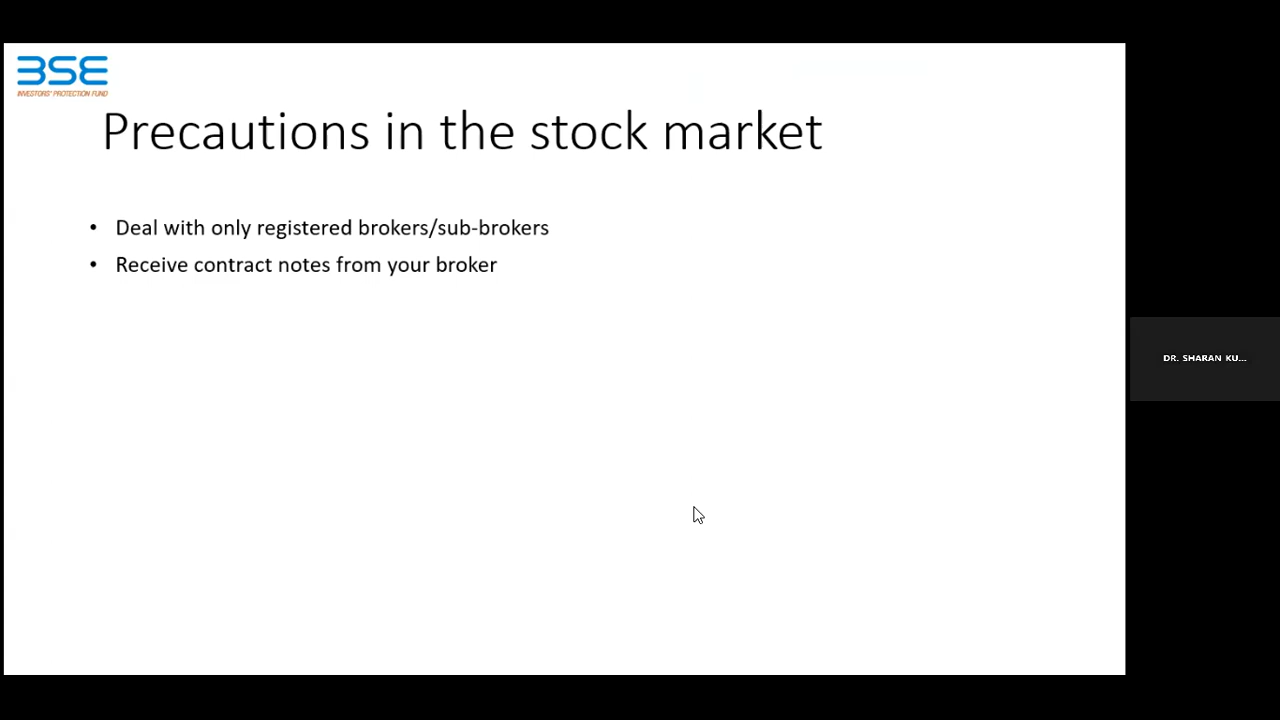 BSE
INVESTORS' PROTECTION FUND
Precautions in the stock market
• Deal with only registered brokers/sub-brokers
• Receive contract notes from your broker
DR. SHARAN KU...